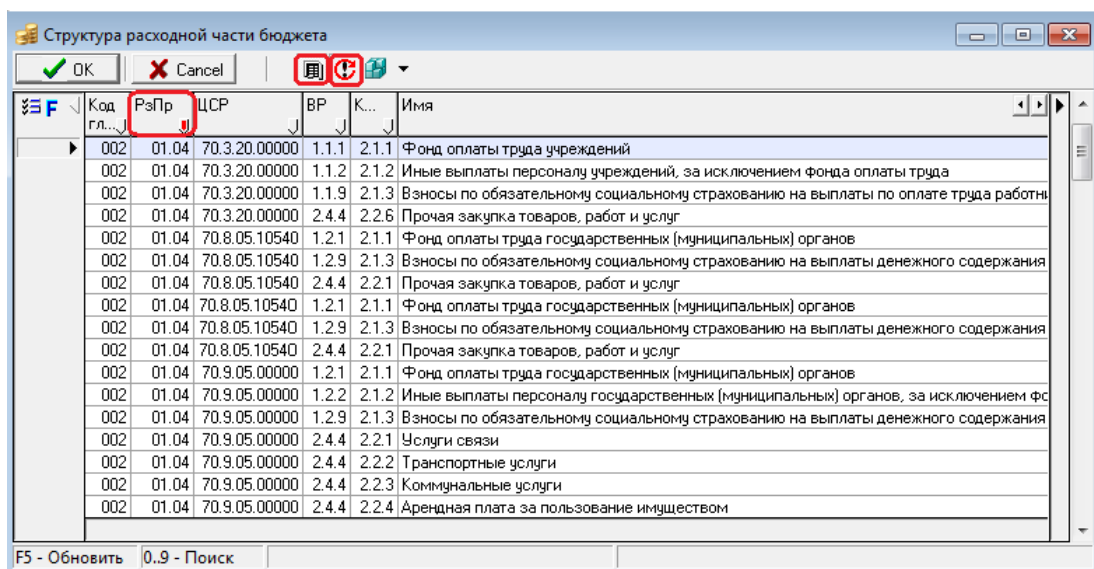 Структура расходной части бюджета
OK Cancel
F Код гл... РзПр ЦСР ВР К... Имя
002 01.04 70.3.20.00000 1.1.1 2.1.1 Фонд оплаты труда учреждений
002 01.04 70.3.20.00000 1.1.2 2.1.2 Иные выплаты персоналу учреждений, за исключением фонда оплаты труда
002 01.04 70.3.20.00000 1.1.9 2.1.3 Взносы по обязательному социальному страхованию на выплаты по оплате труда работни
002 01.04 70.3.20.00000 2.4.4 2.2.6 Прочая закупка товаров, работ и услуг
002 01.04 70.8.05.10540 1.2.1 2.1.1 Фонд оплаты труда государственных (муниципальных) органов
002 01.04 70.8.05.10540 1.2.9 2.1.3 Взносы по обязательному социальному страхованию на выплаты денежного содержания
002 01.04 70.8.05.10540 2.4.4 2.2.1 Прочая закупка товаров, работ и услуг
002 01.04 70.8.05.1054O 1.2.1 2.1.1 Фонд оплаты труда государственных (муниципальных) органов
002 01.04 70.8.05.1054O 1.2.9 2.1.3 Взносы по обязательному социальному страхованию на выплаты денежного содержания
002 01.04 70.8.05.1054O 2.4.4 2.2.1 Прочая закупка товаров, работ и услуг
002 01.04 70.9.05.00000 1.2.1 2.1.1 Фонд оплаты труда государственных (муниципальных) органов
002 01.04 70.9.05.00000 1.2.2 2.1.2 Иные выплаты персоналу государственных (муниципальных) органов, за исключением фо
002 01.04 70.9.05.00000 1.2.9 2.1.3 Взносы по обязательному социальному страхованию на выплаты денежного содержания
002 01.04 70.9.05.00000 2.4.4 2.2.1 Услуги связи
002 01.04 70.9.05.00000 2.4.4 2.2.2 Транспортные услуги
002 01.04 70.9.05.00000 2.4.4 2.2.3 Коммунальные услуги
002 01.04 70.9.05.00000 2.4.4 2.2.4 Арендная плата за пользование имуществом
F5 - Обновить 0..9 - Поиск